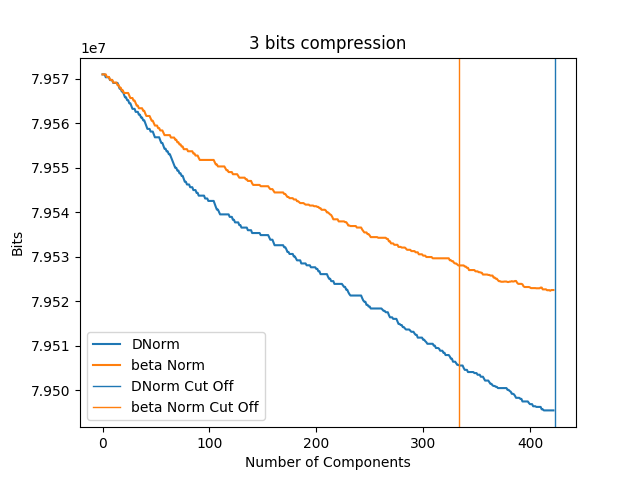 3 bits compression
1e7
7.957
7.956
7.955
7.954
7.953
7.952
7.951
7.950
Bits
DNorm
beta Norm
DNorm Cut Off
beta Norm Cut Off
0 100 200 300 400
Number of Components